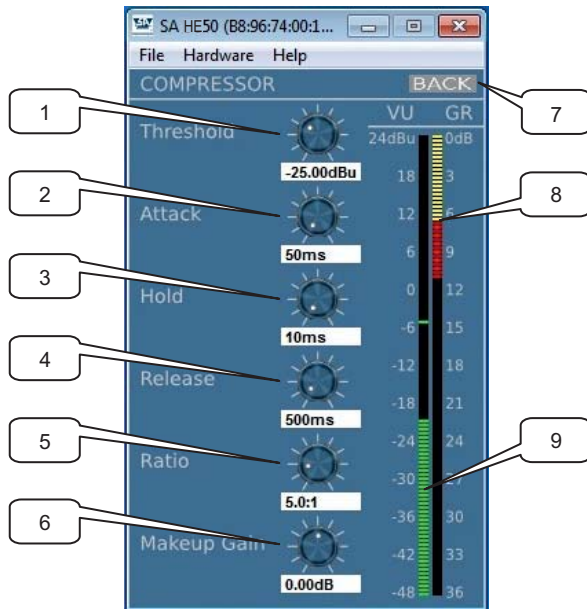 SA HE50 (B8:96:74:00:1...
File Hardware Help
COMPRESSOR BACK
VU GR
Threshold
-25.00dBu
Attack
50ms
Hold
10ms
Release
500ms
Ratio
5.0:1
Makeup Gain
0.00dB
24dBu 0dB
18 3
12 6
6 9
0 12
-6 15
-12 18
-18 21
-24 24
-30 27
-36 30
-42 33
-48 36
1
2
3
4
5
6
7
8
9